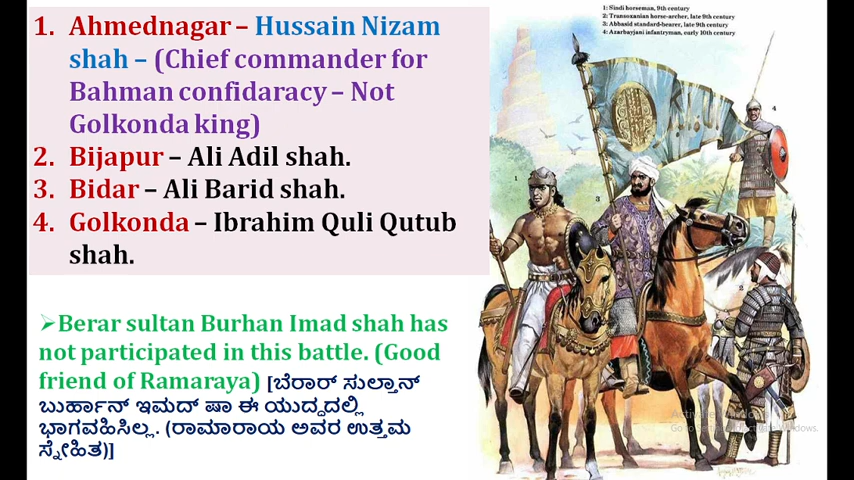 1. Ahmednagar – Hussain Nizam
shah – (Chief commander for
Bahman confidaracy – Not
Golkonda king)
2. Bijapur – Ali Adil shah.
3. Bidar – Ali Barid shah.
4. Golkonda – Ibrahim Quli Qutub
shah.
➢Berar sultan Burhan Imad shah has
not participated in this battle. (Good
friend of Ramaraya) [ಬೆರಾರ್ ಸುಲ್ತಾನ್
ಬುರ್ಹಾನ್ ಇಮದ್ ಷಾ ಈ ಯುದ್ಧದಲ್ಲಿ
ಭಾಗವಹಿಸಿಲ್ಲ. (ರಾಮಾರಾಯ ಅವರ ಉತ್ತಮ
ಸ್ನೇಹಿತ)]
1: Sindi horseman, 9th century
2: Transoxanian horse-archer, late 9th century
3: Abbasid standard-bearer, late 9th century
4: Azarbayjani infantryman, early 10th century
1
3
4
2
Windows.